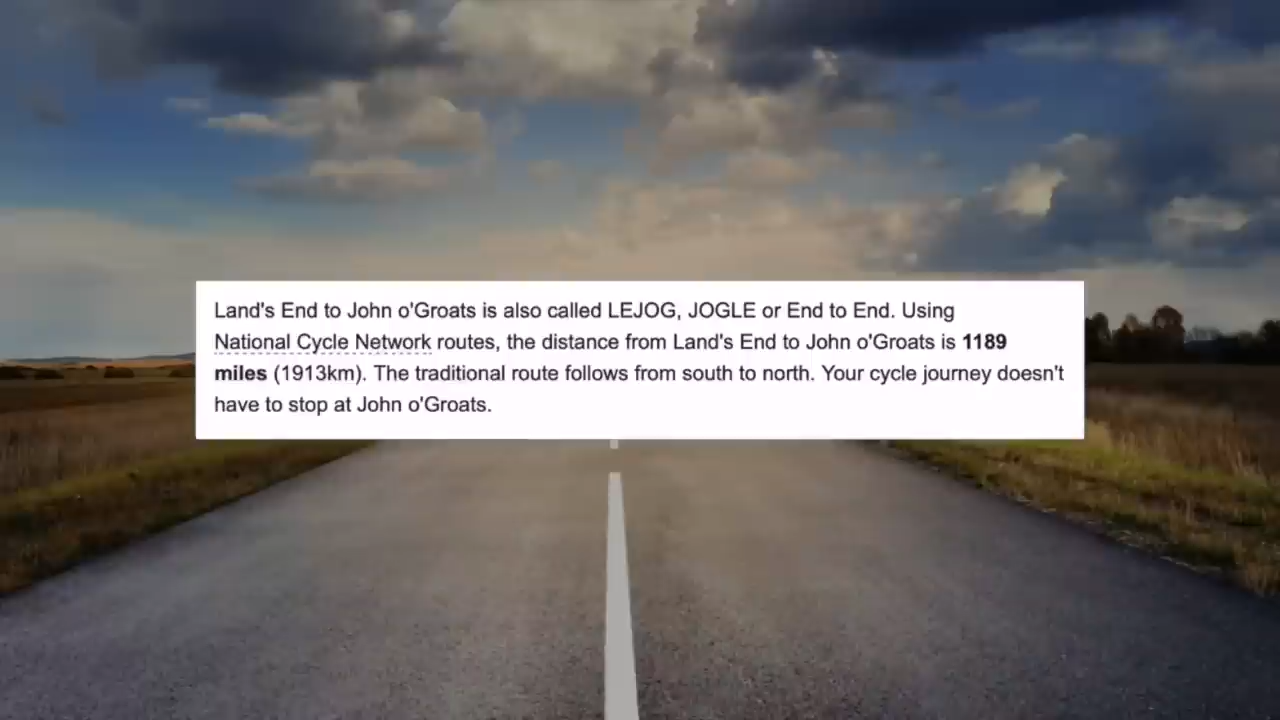 Land's End to John o'Groats is also called LEJOG, JOGLE or End to End. Using
National Cycle Network routes, the distance from Land's End to John o'Groats is 1189
miles (1913km). The traditional route follows from south to north. Your cycle journey doesn't
have to stop at John o'Groats.